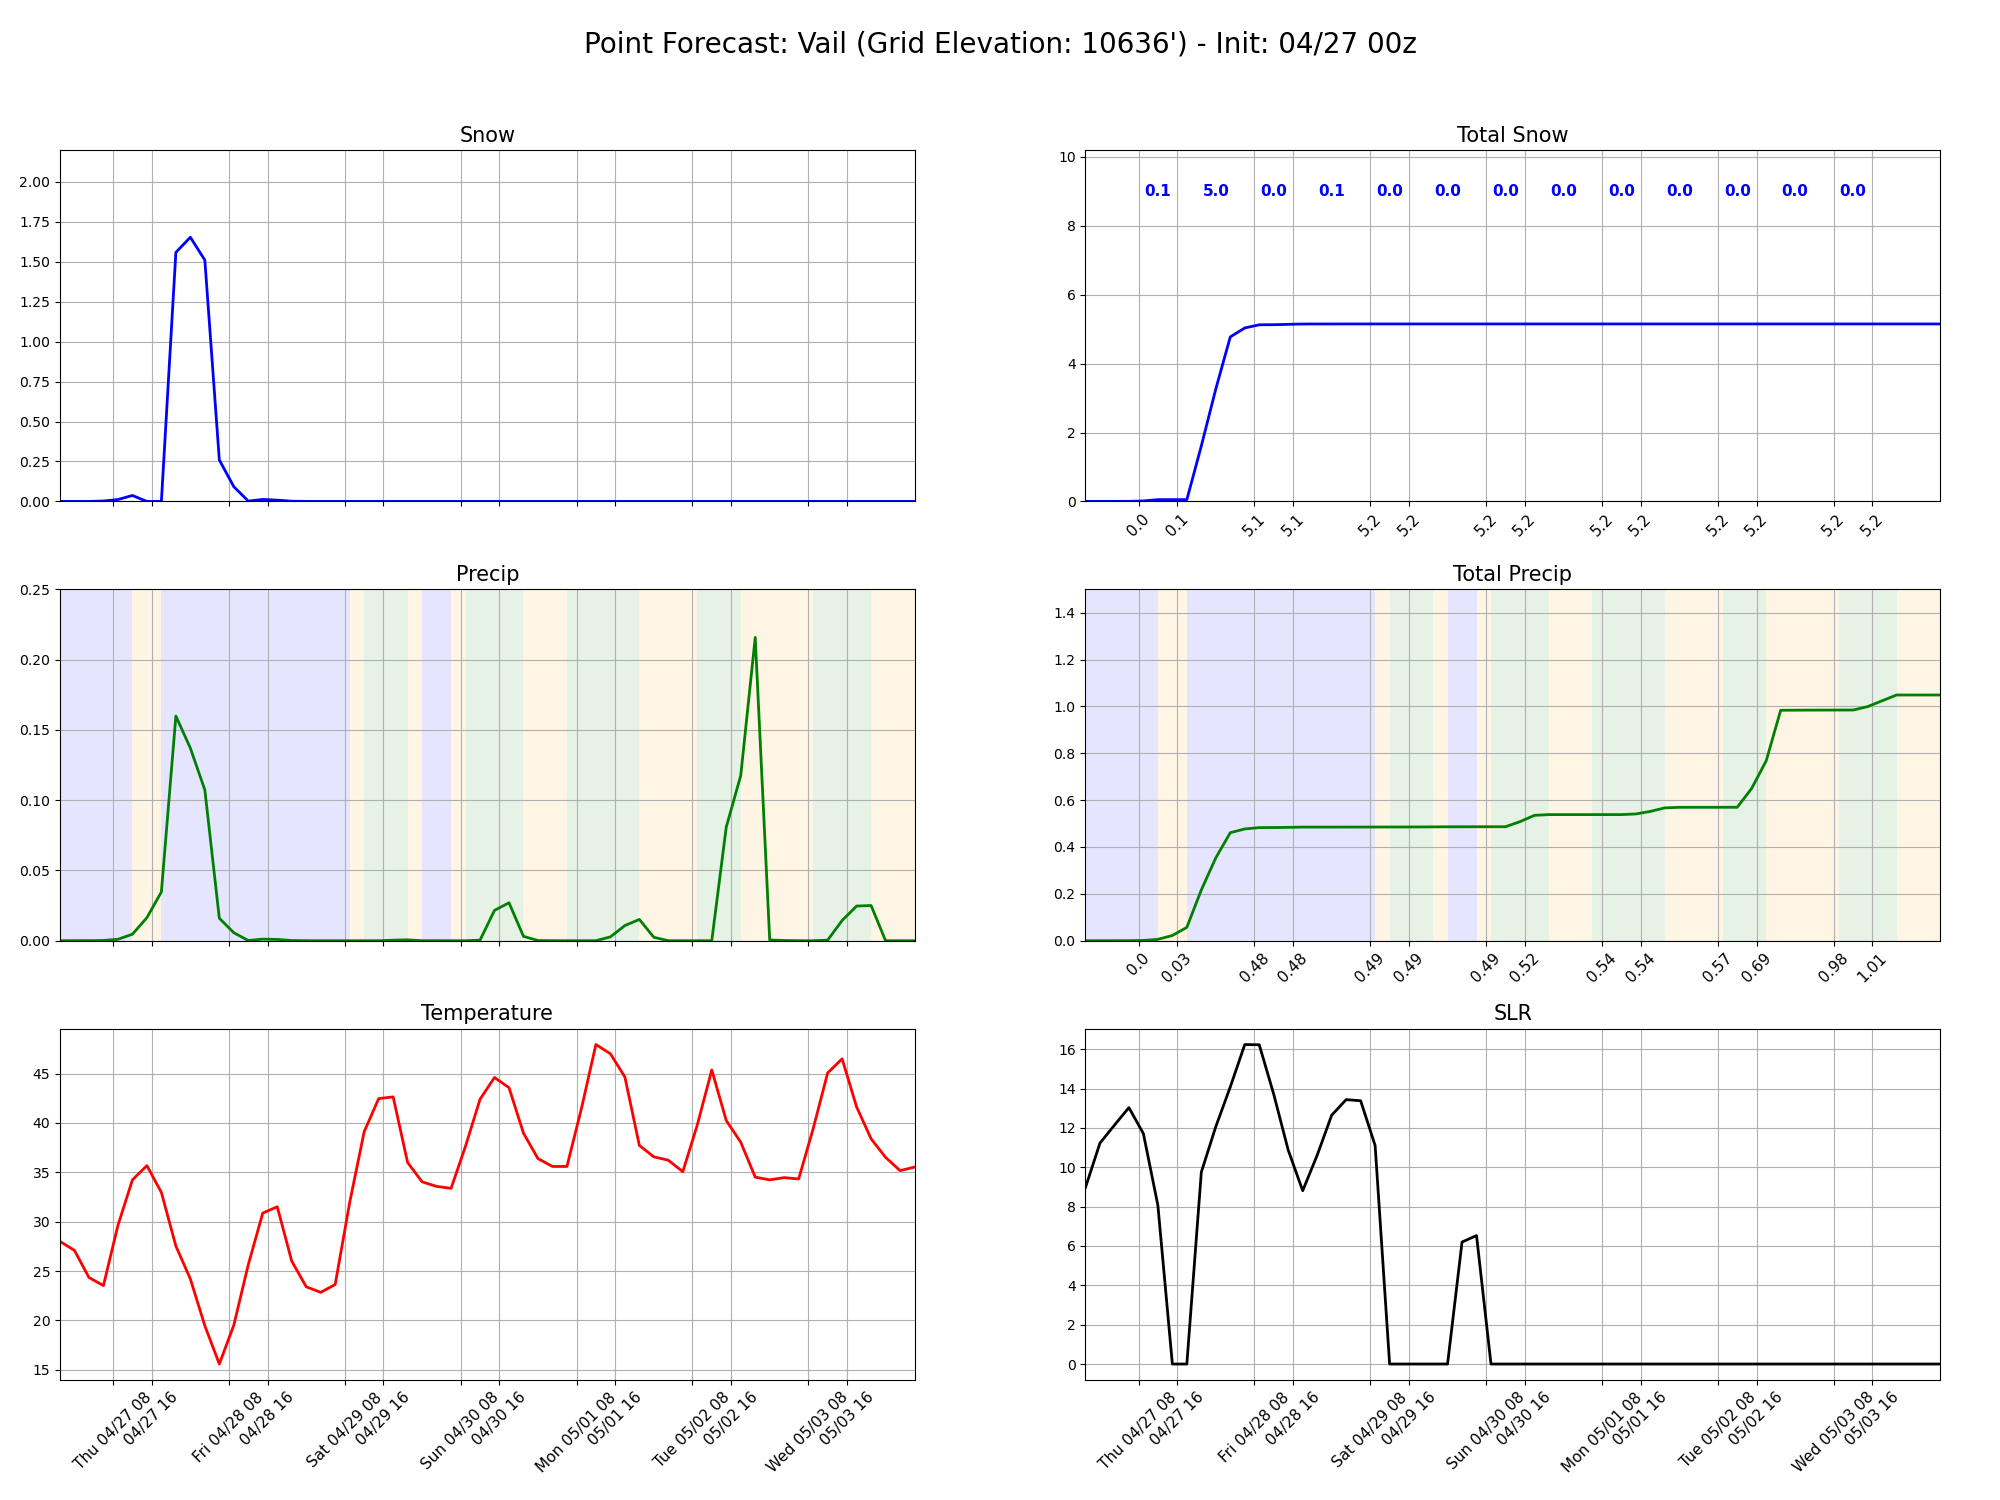 Point Forecast: Vail (Grid Elevation: 10636') - Init: 04/27 00z
Snow
2.00
1.75
1.50
1.25
1.00
0.75
0.50
0.25
0.00
Total Snow
10
8
6
4
2
0
0.1 5.0 0.0 0.1 0.0 0.0 0.0 0.0 0.0 0.0 0.0 0.0 0.0
0.0 0.1 5.1 5.1 5.2 5.2 5.2 5.2 5.2 5.2 5.2 5.2 5.2 5.2
Precip
0.25
0.20
0.15
0.10
0.05
0.00
Total Precip
1.4
1.2
1.0
0.8
0.6
0.4
0.2
0.0
0.0 0.03 0.48 0.48 0.49 0.49 0.49 0.52 0.54 0.54 0.57 0.69 0.98 1.01
Temperature
45
40
35
30
25
20
15
Thu 04/27 08
04/27 16
Fri 04/28 08
04/28 16
Sat 04/29 08
04/29 16
Sun 04/30 08
04/30 16
Mon 05/01 08
05/01 16
Tue 05/02 08
05/02 16
Wed 05/03 08
05/03 16
SLR
16
14
12
10
8
6
4
2
0
Thu 04/27 08
04/27 16
Fri 04/28 08
04/28 16
Sat 04/29 08
04/29 16
Sun 04/30 08
04/30 16
Mon 05/01 08
05/01 16
Tue 05/02 08
05/02 16
Wed 05/03 08
05/03 16